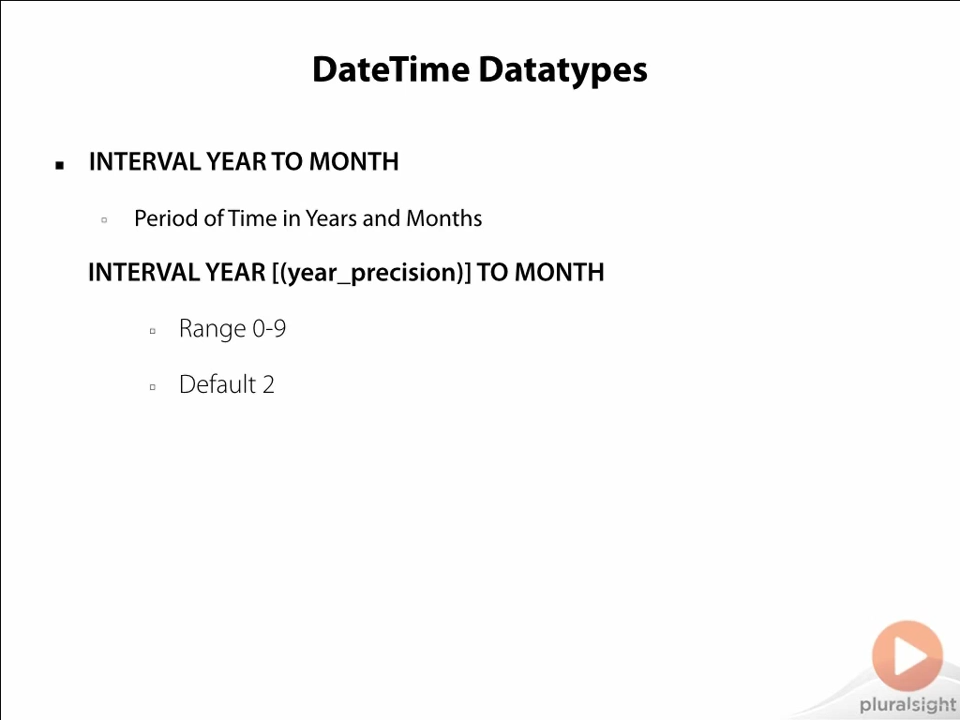 DateTime Datatypes
INTERVAL YEAR TO MONTH
Period of Time in Years and Months
INTERVAL YEAR [(year_precision)] TO MONTH
Range 0-9
Default 2
pluralsight